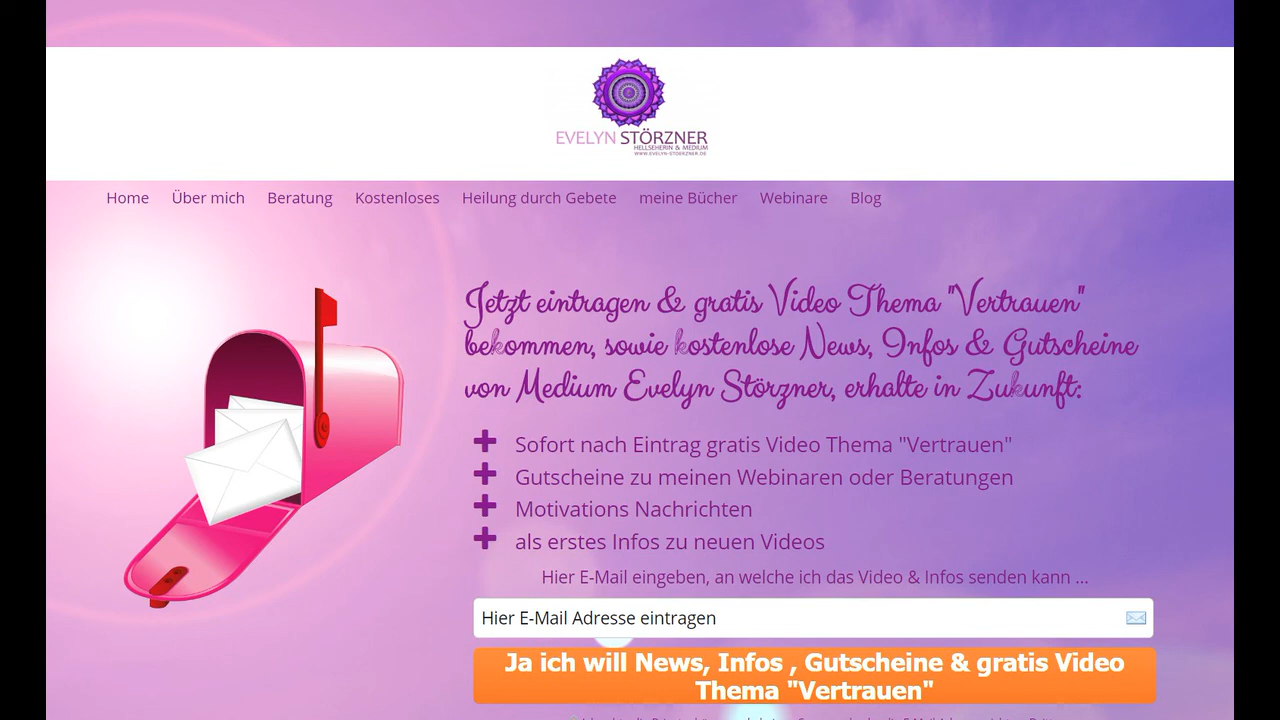 EVELYN STÖRZNER
HELLSEHERIN & MEDIUM
WWW.EVELYN-STOERZNER.DE
Home Über mich Beratung Kostenloses Heilung durch Gebete meine Bücher Webinare Blog
Jetzt eintragen & gratis Video Thema "Vertrauen"
bekommen, sowie kostenlose News, Infos & Gutscheine
von Medium Evelyn Störzner, erhalte in Zukunft:
Sofort nach Eintrag gratis Video Thema "Vertrauen"
Gutscheine zu meinen Webinaren oder Beratungen
Motivations Nachrichten
als erstes Infos zu neuen Videos
Hier E-Mail eingeben, an welche ich das Video & Infos senden kann ...
Hier E-Mail Adresse eintragen
Ja ich will News, Infos , Gutscheine & gratis Video
Thema "Vertrauen"